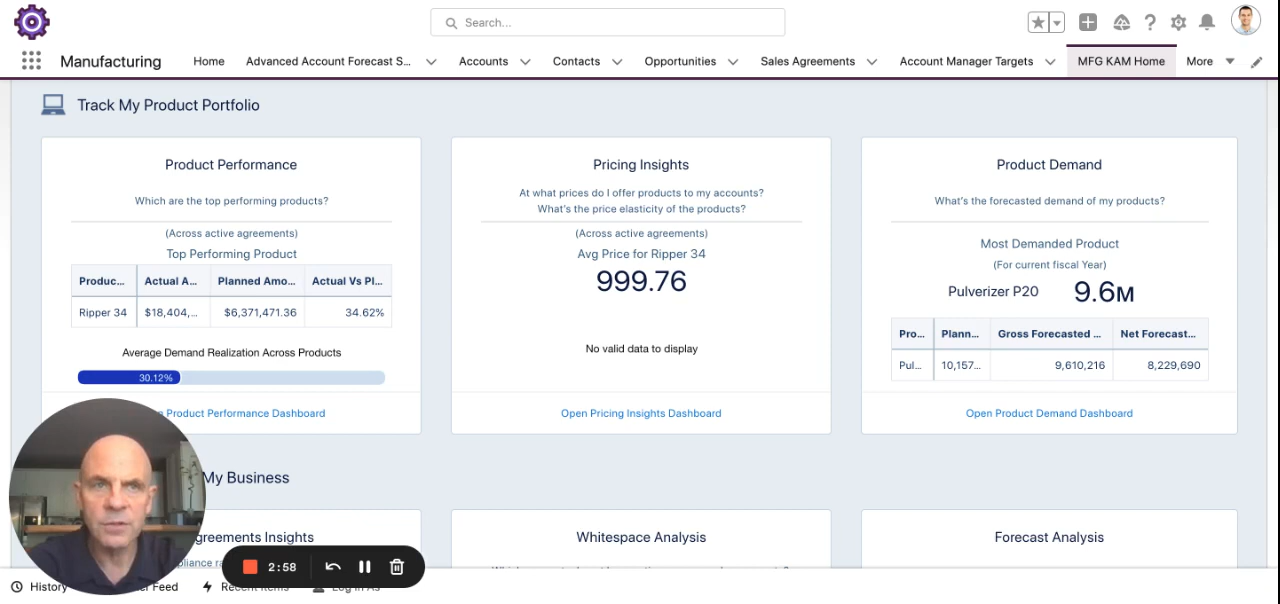 Search...
Manufacturing
Home
Advanced Account Forecast S...
Accounts
Contacts
Opportunities
Sales Agreements
Account Manager Targets
MFG KAM Home
More
Track My Product Portfolio
Product Performance
Which are the top performing products?
(Across active agreements)
Top Performing Product
Produc... Actual A... Planned Amo... Actual Vs Pl...
Ripper 34 $18,404,... $6,371,471.36 34.62%
Average Demand Realization Across Products
30.12%
Product Performance Dashboard
Pricing Insights
At what prices do I offer products to my accounts?
What's the price elasticity of the products?
(Across active agreements)
Avg Price for Ripper 34
999.76
No valid data to display
Open Pricing Insights Dashboard
Product Demand
What's the forecasted demand of my products?
Most Demanded Product
(For current fiscal Year)
Pulverizer P20 9.6M
Pro... Plann... Gross Forecasted ... Net Forecast...
Pul... 10,157... 9,610,216 8,229,690
Open Product Demand Dashboard
My Business
greements Insights
Whitespace Analysis
Forecast Analysis
2:58
History
Feed
Recent Items
Log In As